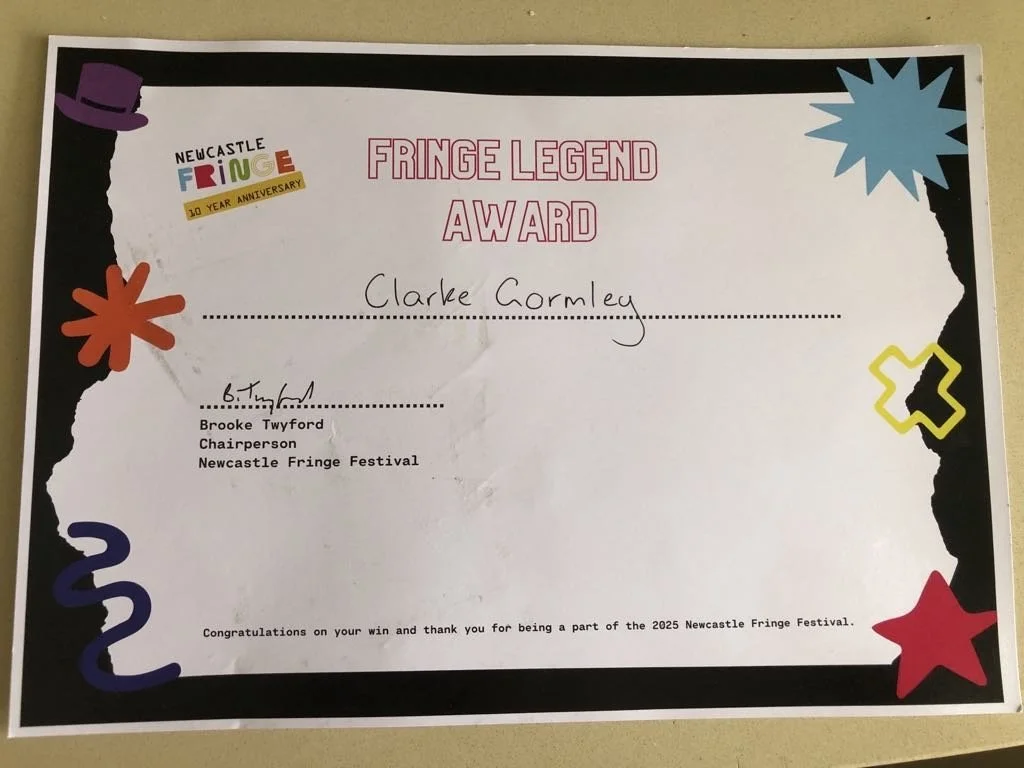 NEWCASTLE
FRiNGE
10 YEAR ANNIVERSARY
FRINGE LEGEND
AWARD
Clarke Gormley
B. Twyford
Brooke Twyford
Chairperson
Newcastle Fringe Festival
Congratulations on your win and thank you for being a part of the 2025 Newcastle Fringe Festival.